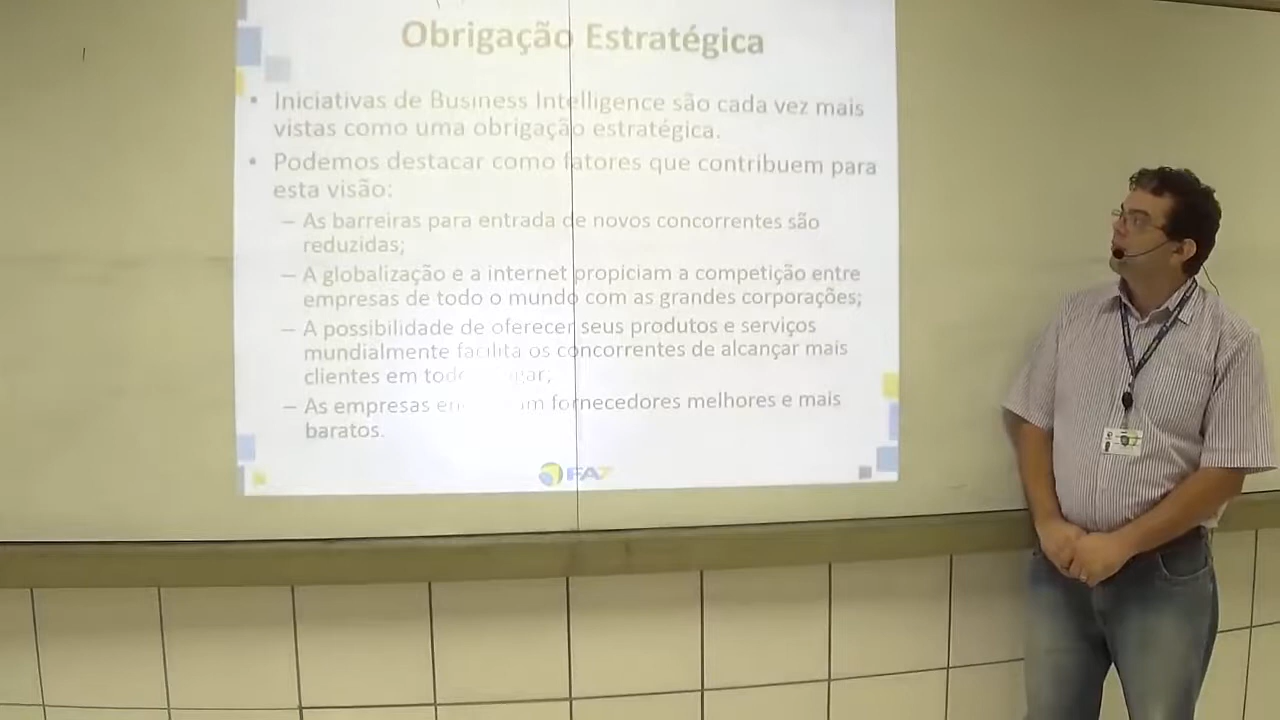 Obrigação Estratégica
• Iniciativas de Business Intelligence são cada vez mais
vistas como uma obrigação estratégica.
• Podemos destacar como fatores que contribuem para
esta visão:
– As barreiras para entrada de novos concorrentes são
reduzidas;
– A globalização e a internet propiciam a competição entre
empresas de todo o mundo com as grandes corporações;
– A possibilidade de oferecer seus produtos e serviços
mundialmente facilita os concorrentes de alcançar mais
clientes em
– As empresas fornecedores melhores e mais
baratos.
FA7